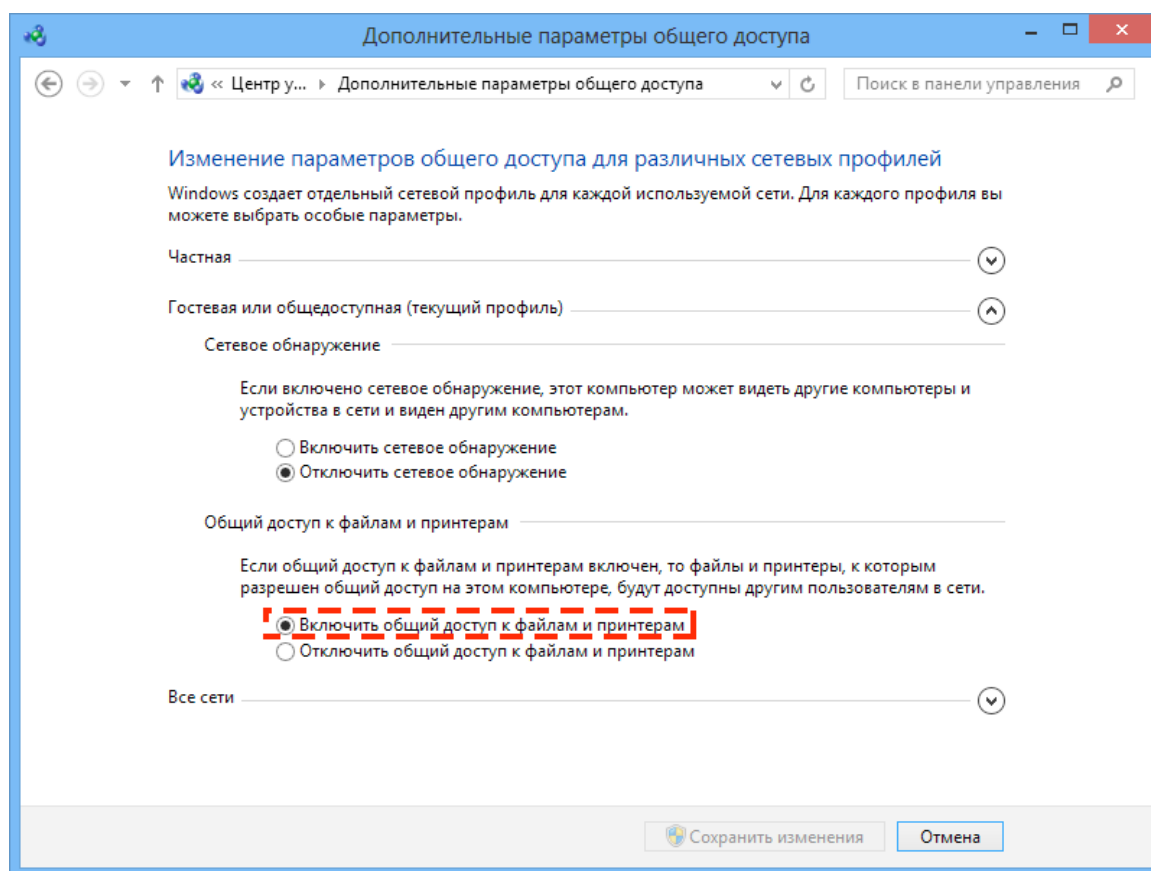 Дополнительные параметры общего доступа
« Центр у... Дополнительные параметры общего доступа
Поиск в панели управления
Изменение параметров общего доступа для различных сетевых профилей
Windows создает отдельный сетевой профиль для каждой используемой сети. Для каждого профиля вы
можете выбрать особые параметры.
Частная
Гостевая или общедоступная (текущий профиль)
Сетевое обнаружение
Если включено сетевое обнаружение, этот компьютер может видеть другие компьютеры и
устройства в сети и виден другим компьютерам.
Включить сетевое обнаружение
Отключить сетевое обнаружение
Общий доступ к файлам и принтерам
Если общий доступ к файлам и принтерам включен, то файлы и принтеры, к которым
разрешен общий доступ на этом компьютере, будут доступны другим пользователям в сети.
Включить общий доступ к файлам и принтерам
Отключить общий доступ к файлам и принтерам
Все сети
Сохранить изменения
Отмена